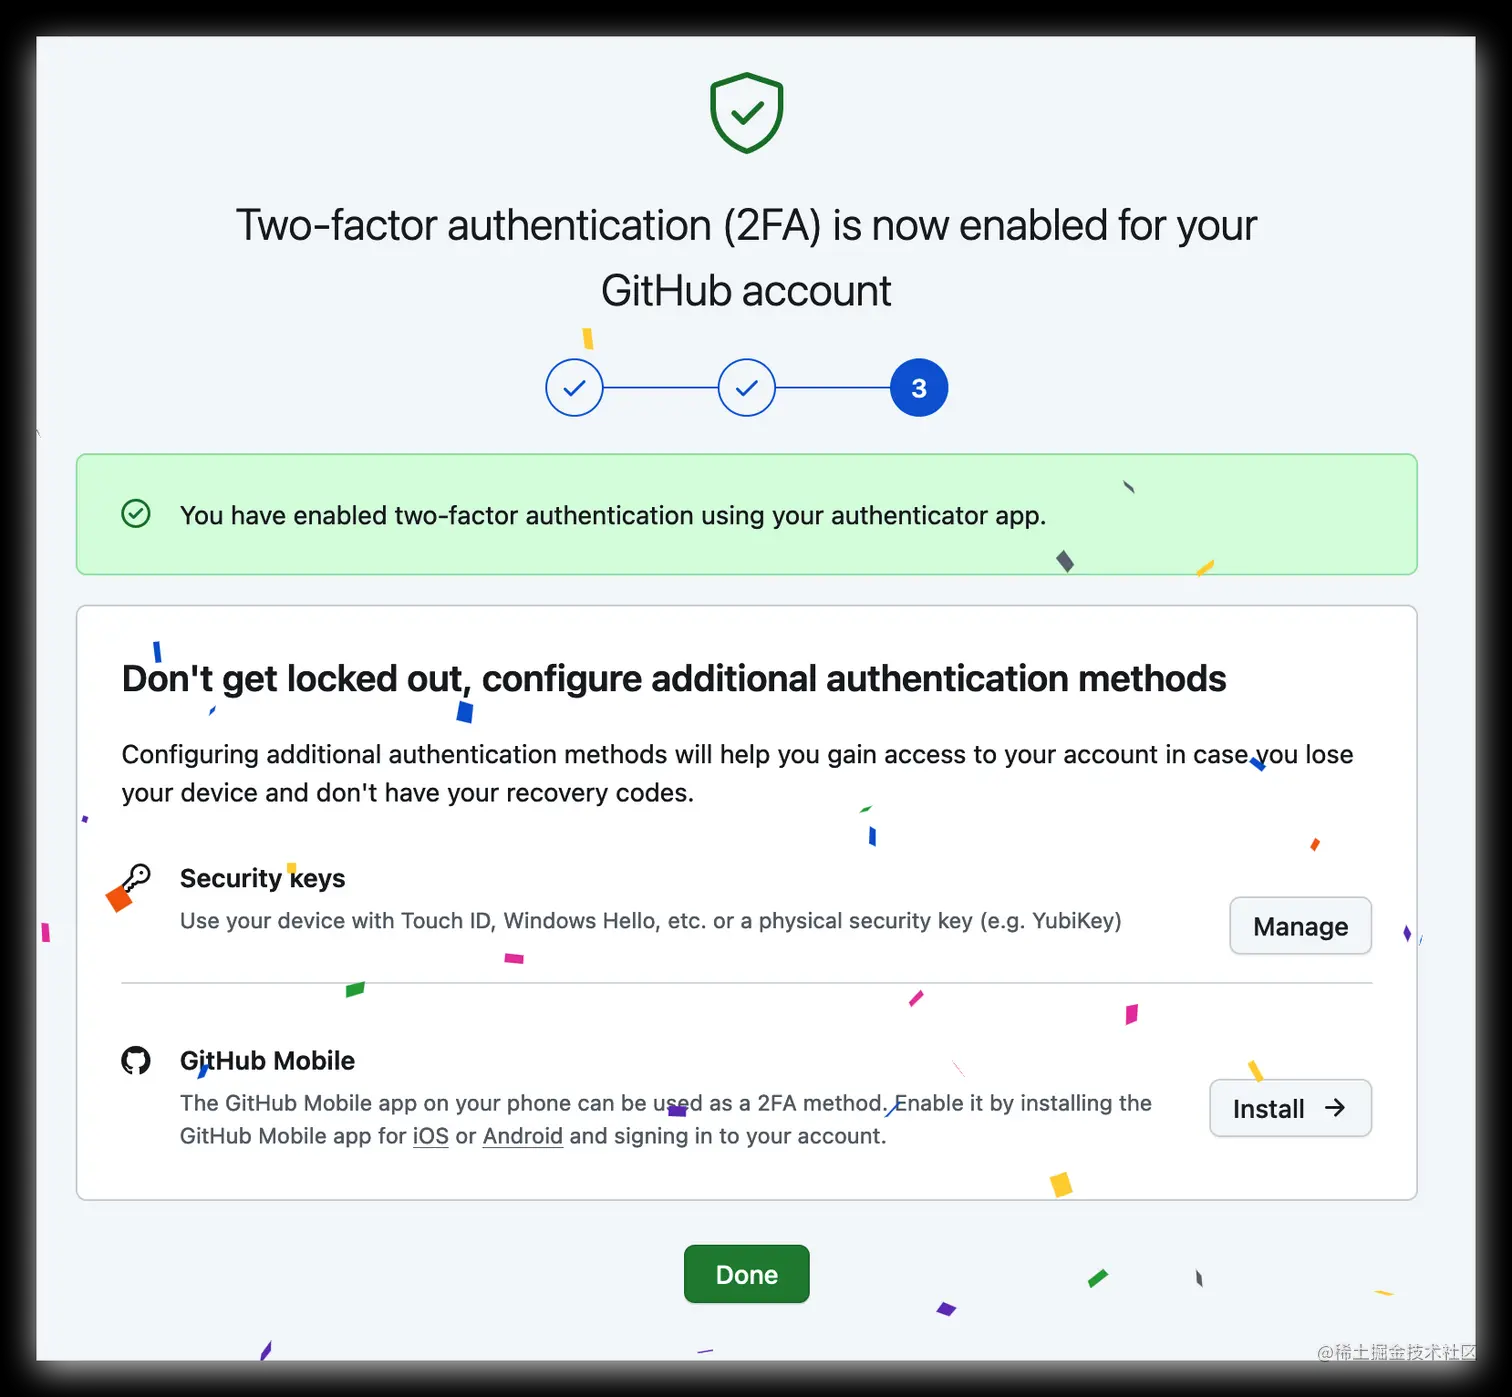 Two-factor authentication (2FA) is now enabled for your
GitHub account
3
You have enabled two-factor authentication using your authenticator app.
Don't get locked out, configure additional authentication methods
Configuring additional authentication methods will help you gain access to your account in case you lose
your device and don't have your recovery codes.
Security keys
Use your device with Touch ID, Windows Hello, etc. or a physical security key (e.g. YubiKey)
Manage
GitHub Mobile
The GitHub Mobile app on your phone can be used as a 2FA method. Enable it by installing the
GitHub Mobile app for iOS or Android and signing in to your account.
Install →
Done
@稀土掘金技术社区